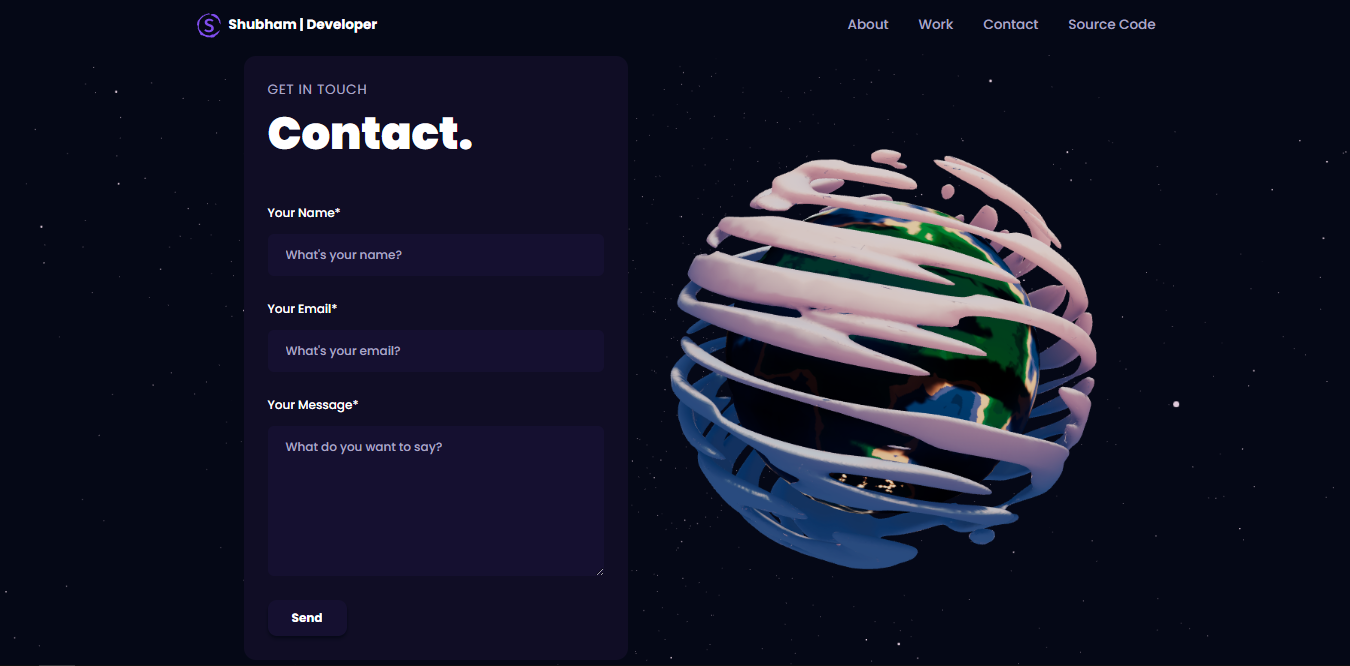 S
Shubham | Developer
About
Work
Contact
Source Code
GET IN TOUCH
Contact.
Your Name*
What's your name?
Your Email*
What's your email?
Your Message*
What do you want to say?
Send